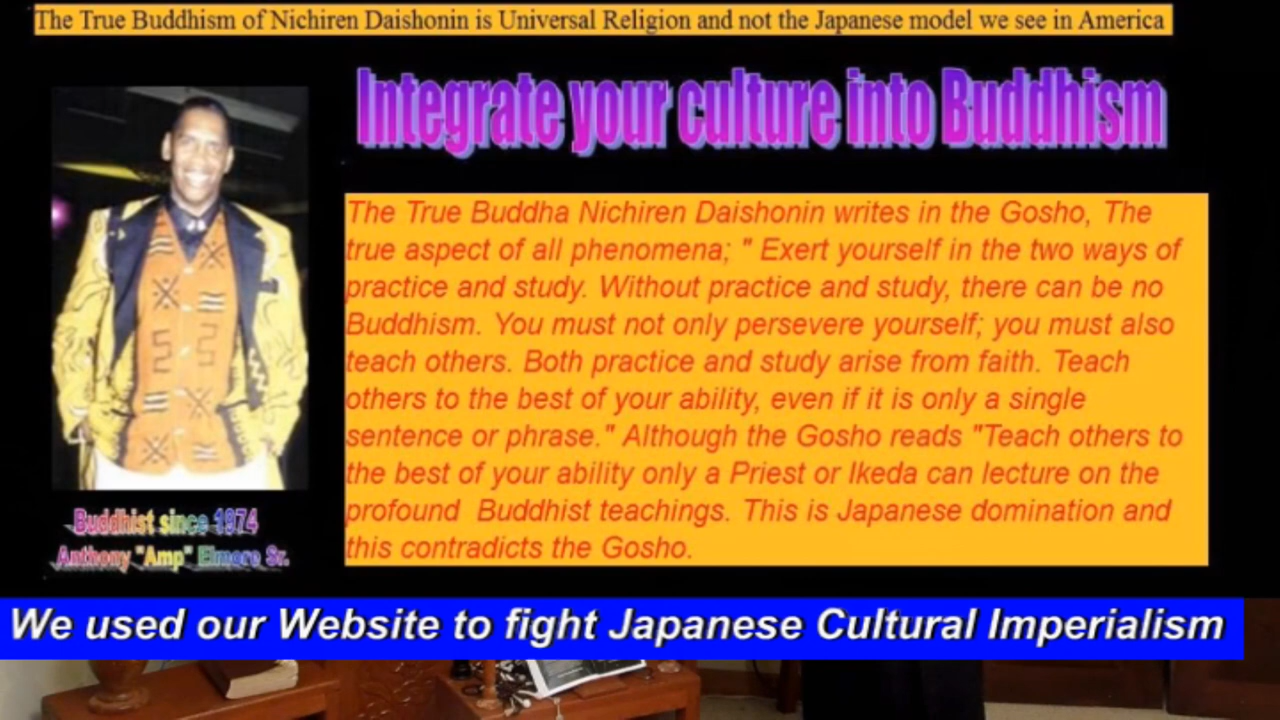 The True Buddhism of Nichiren Daishonin is Universal Religion and not the Japanese model we see in America
Integrate your culture into Buddhism
The True Buddha Nichiren Daishonin writes in the Gosho, The
true aspect of all phenomena; " Exert yourself in the two ways of
practice and study. Without practice and study, there can be no
Buddhism. You must not only persevere yourself; you must also
teach others. Both practice and study arise from faith. Teach
others to the best of your ability, even if it is only a single
sentence or phrase." Although the Gosho reads "Teach others to
the best of your ability only a Priest or Ikeda can lecture on the
profound  Buddhist teachings. This is Japanese domination and
this contradicts the Gosho.
Buddhist since 1974
Anthony "Amp" Elmore Sr.
We used our Website to fight Japanese Cultural Imperialism